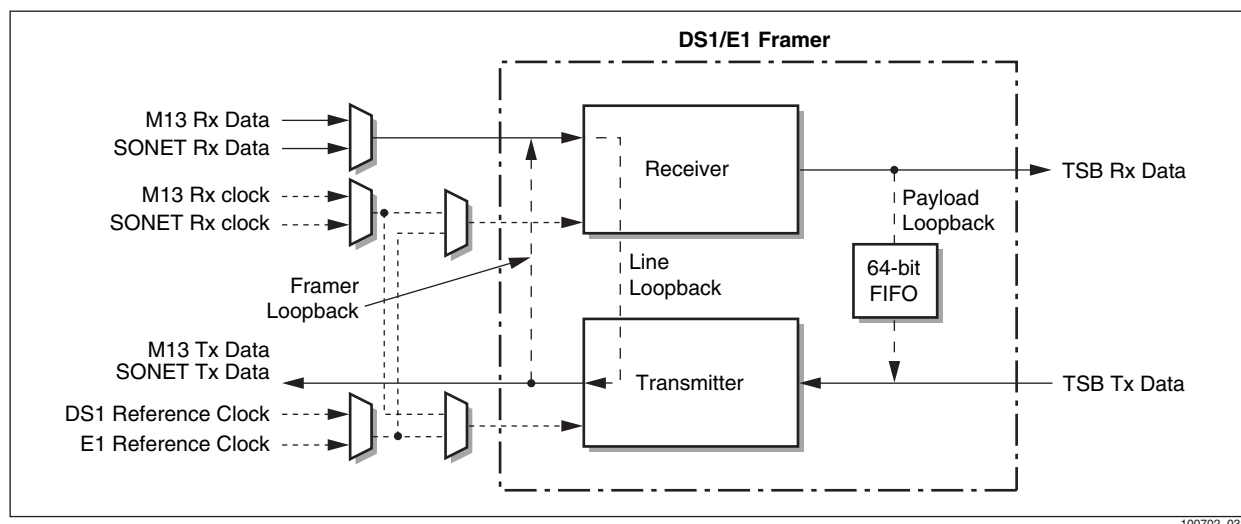 DS1/E1 Framer
M13 Rx Data
SONET Rx Data
M13 Rx clock
SONET Rx clock
Receiver
TSB Rx Data
Payload
Loopback
64-bit
FIFO
Line
Loopback
Framer
Loopback
M13 Tx Data
SONET Tx Data
Transmitter
TSB Tx Data
DS1 Reference Clock
E1 Reference Clock